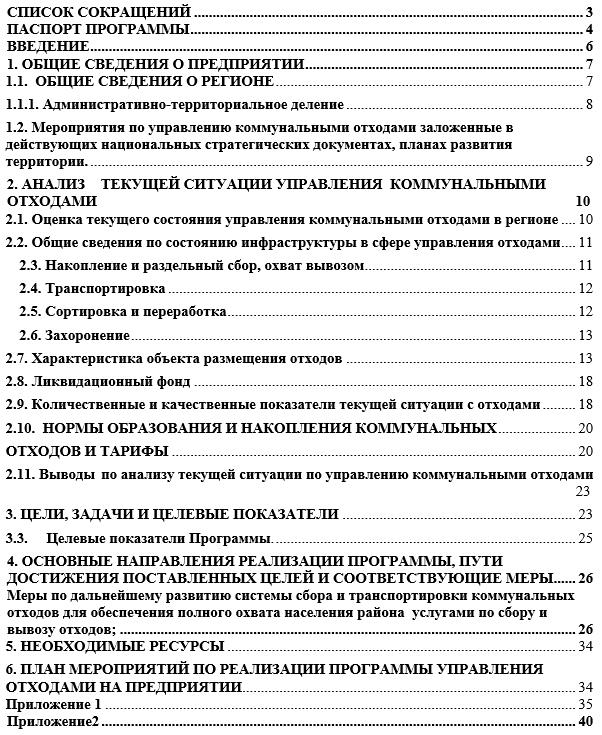 СПИСОК СОКРАЩЕНИЙ 3
ПАСПОРТ ПРОГРАММЫ 4
ВВЕДЕНИЕ 6
1. ОБЩИЕ СВЕДЕНИЯ О ПРЕДПРИЯТИИ 7
1.1. ОБЩИЕ СВЕДЕНИЯ О РЕГИОНЕ 7
1.1.1. Административно-территориальное деление 8
1.2. Мероприятия по управлению коммунальными отходами заложенные в
действующих национальных стратегических документах, планах развития
территории. 9
2. АНАЛИЗ ТЕКУЩЕЙ СИТУАЦИИ УПРАВЛЕНИЯ КОММУНАЛЬНЫМИ
ОТХОДАМИ 10
2.1. Оценка текущего состояния управления коммунальными отходами в регионе .... 10
2.2. Общие сведения по состоянию инфраструктуры в сфере управления отходами.... 11
2.3. Накопление и раздельный сбор, охват вывозом 11
2.4. Транспортировка 12
2.5. Сортировка и переработка 12
2.6. Захоронение 13
2.7. Характеристика объекта размещения отходов 13
2.8. Ликвидационный фонд 18
2.9. Количественные и качественные показатели текущей ситуации с отходами 18
2.10. НОРМЫ ОБРАЗОВАНИЯ И НАКОПЛЕНИЯ КОММУНАЛЬНЫХ 20
ОТХОДОВ И ТАРИФЫ 20
2.11. Выводы по анализу текущей ситуации по управлению коммунальными отходами
23
3. ЦЕЛИ, ЗАДАЧИ И ЦЕЛЕВЫЕ ПОКАЗАТЕЛИ 23
3.3. Целевые показатели Программы 25
4. ОСНОВНЫЕ НАПРАВЛЕНИЯ РЕАЛИЗАЦИИ ПРОГРАММЫ, ПУТИ
ДОСТИЖЕНИЯ ПОСТАВЛЕННЫХ ЦЕЛЕЙ И СООТВЕТСТВУЮЩИЕ МЕРЫ...... 26
Меры по дальнейшему развитию системы сбора и транспортировки коммунальных
отходов для обеспечения полного охвата населения района услугами по сбору и
вывозу отходов; 26
5. НЕОБХОДИМЫЕ РЕСУРСЫ 34
6. ПЛАН МЕРОПРИЯТИЙ ПО РЕАЛИЗАЦИИ ПРОГРАММЫ УПРАВЛЕНИЯ
ОТХОДАМИ НА ПРЕДПРИЯТИИ 34
Приложение 1 35
Приложение2 40